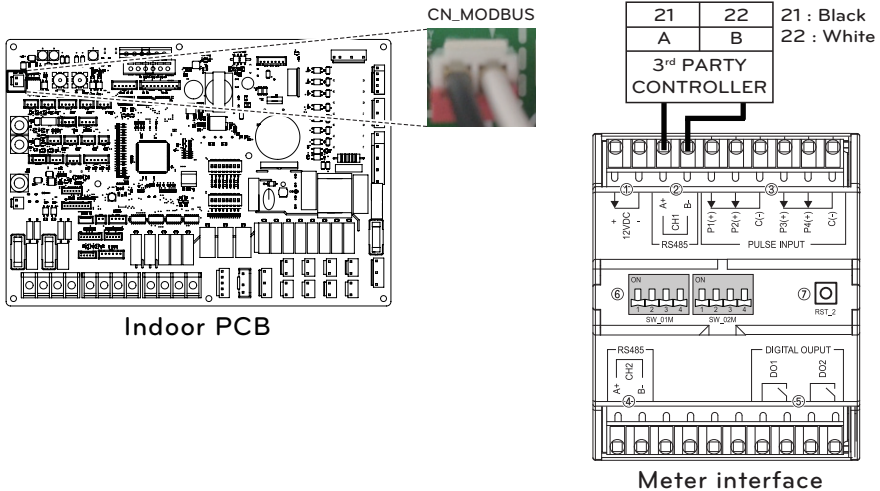 CN_MODBUS
21 22
A B
3rd PARTY
CONTROLLER
21 : Black
22 : White
Indoor PCB
① ② ③
+ - A+ B- P1(+) P2(+) C(-) P3(+) P4(+) C(-)
12VDC CH1
RS485 PULSE INPUT
ON ON
⑥ ⑦
1 2 3 4 1 2 3 4
SW_01M SW_02M RST_2
RS485 DIGITAL OUPUT
CH2 DO1 DO2
A+ B-
④ ⑤
Meter interface